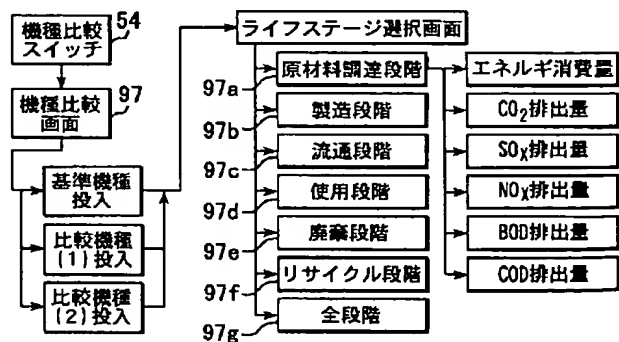 機種比較
スイッチ
54
機種比較
画面
97
基準機種
投入
比較機種
(1)投入
比較機種
(2)投入
ライフステージ選択画面
97a
原材料調達段階
97b
製造段階
97c
流通段階
97d
使用段階
97e
廃棄段階
97f
リサイクル段階
97g
全段階
エネルギ消費量
CO₂排出量
SOx排出量
NOx排出量
BOD排出量
COD排出量